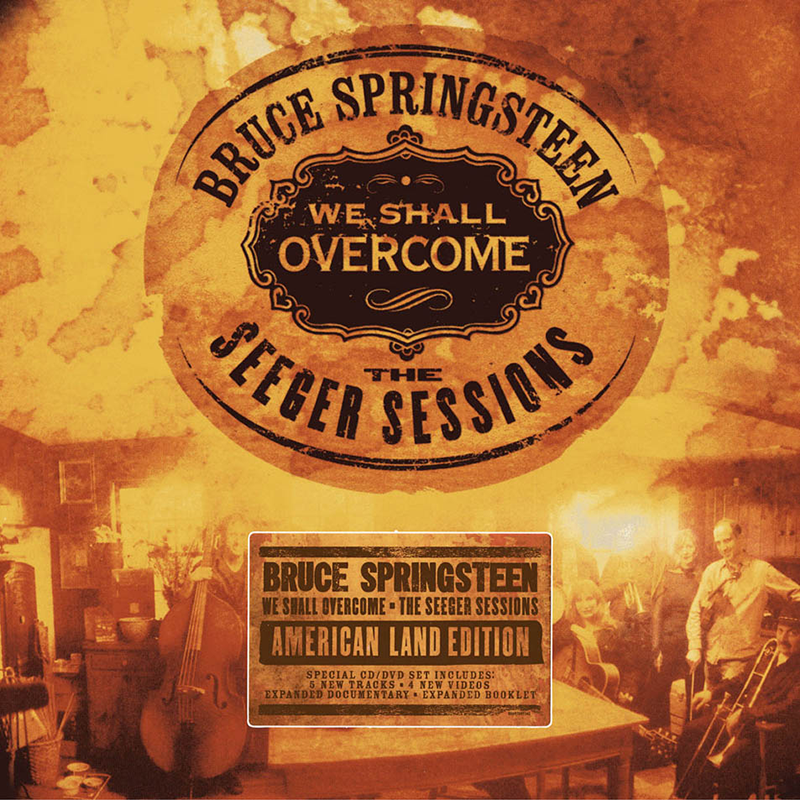 BRUCE SPRINGSTEEN
WE SHALL
OVERCOME
THE
SEEGER SESSIONS
BRUCE SPRINGSTEEN
WE SHALL OVERCOME ▪ THE SEEGER SESSIONS
AMERICAN LAND EDITION
SPECIAL CD/DVD SET INCLUDES:
5 NEW TRACKS • 4 NEW VIDEOS
EXPANDED DOCUMENTARY • EXPANDED BOOKLET